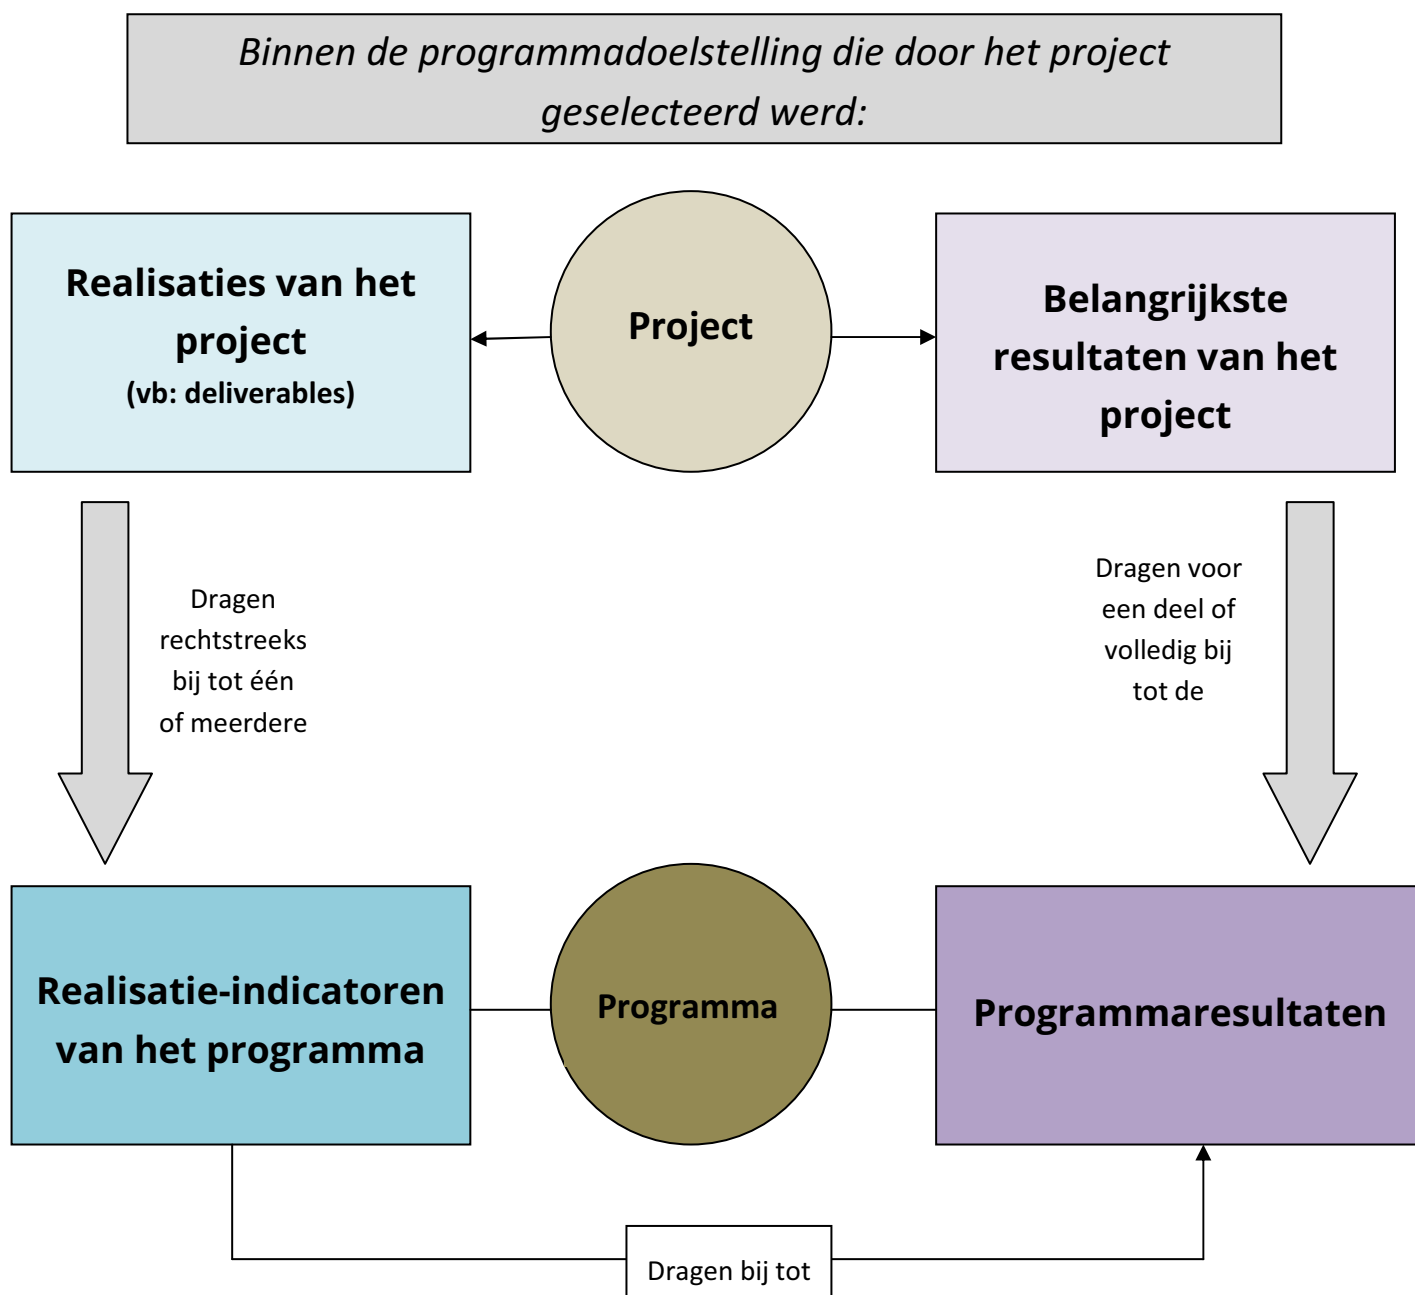 Binnen de programmadoelstelling die door het project
geselecteerd werd:
Realisaties van het
project
(vb: deliverables)
Project
Belangrijkste
resultaten van het
project
Dragen
rechtstreeks
bij tot één
of meerdere
Dragen voor
een deel of
volledig bij
tot de
Realisatie-indicatoren
van het programma
Programma
Programmaresultaten
Dragen bij tot